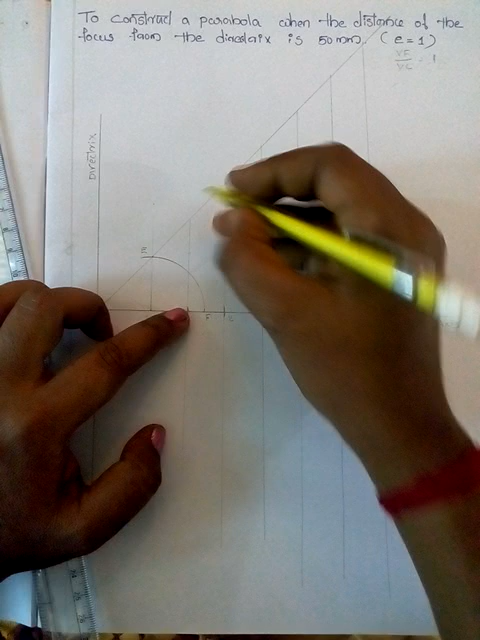 To construct a parabola when the distance of the
focus from the directrix is 50mm. (e=1)
VF
VC = 1
Directrix
E
F